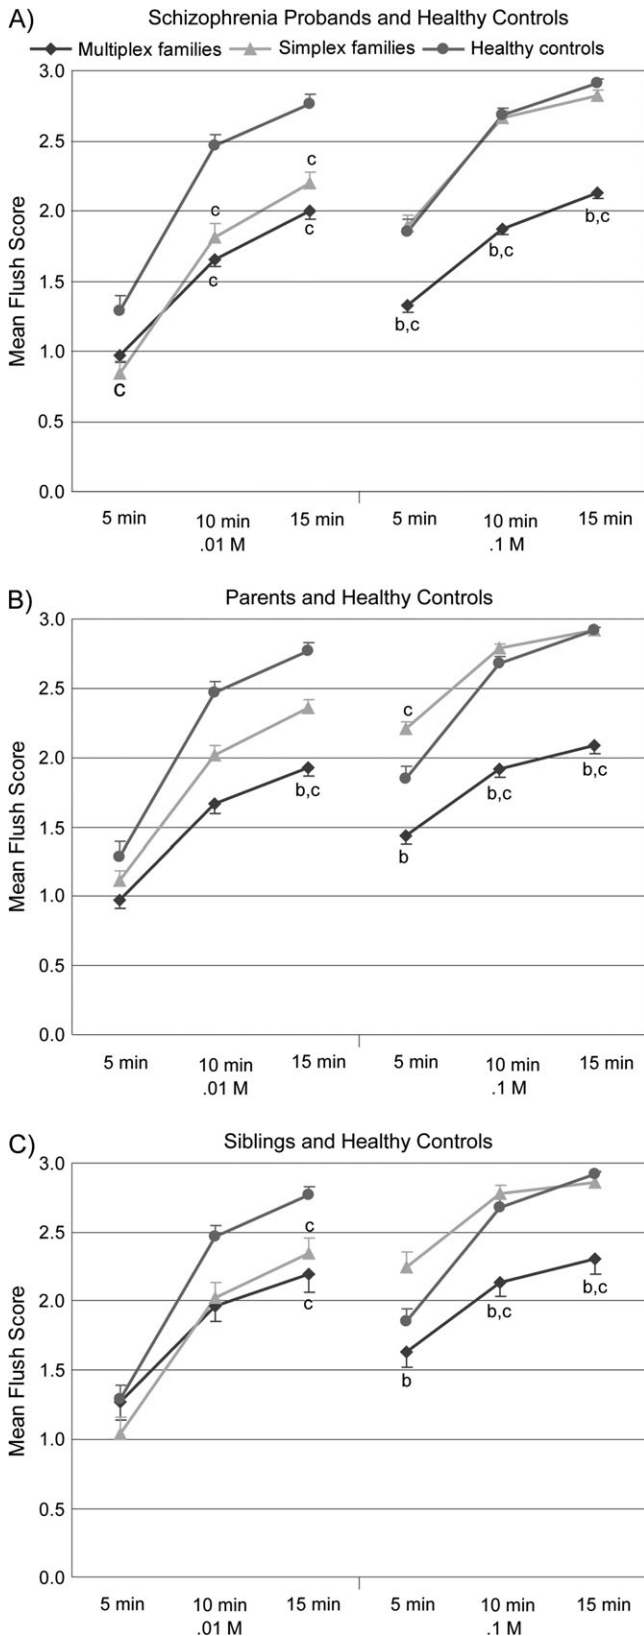 A) Schizophrenia Probands and Healthy Controls
Multiplex families Simplex families Healthy controls
Mean Flush Score
3.0
2.5
2.0
1.5
1.0
0.5
0.0
c
c
c
c
c
b,c
b,c
b,c
5 min 10 min 15 min 5 min 10 min 15 min
.01 M .1 M
B) Parents and Healthy Controls
Mean Flush Score
3.0
2.5
2.0
1.5
1.0
0.5
0.0
b,c
c
b
b,c
b,c
5 min 10 min 15 min 5 min 10 min 15 min
.01 M .1 M
C) Siblings and Healthy Controls
Mean Flush Score
3.0
2.5
2.0
1.5
1.0
0.5
0.0
c
c
b
b,c
b,c
5 min 10 min 15 min 5 min 10 min 15 min
.01 M .1 M